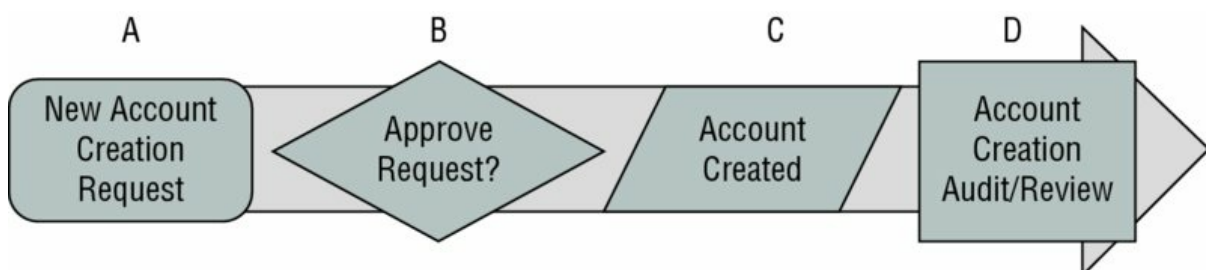 A
B
C
D
New Account
Creation
Request
Approve
Request?
Account
Created
Account
Creation
Audit/Review